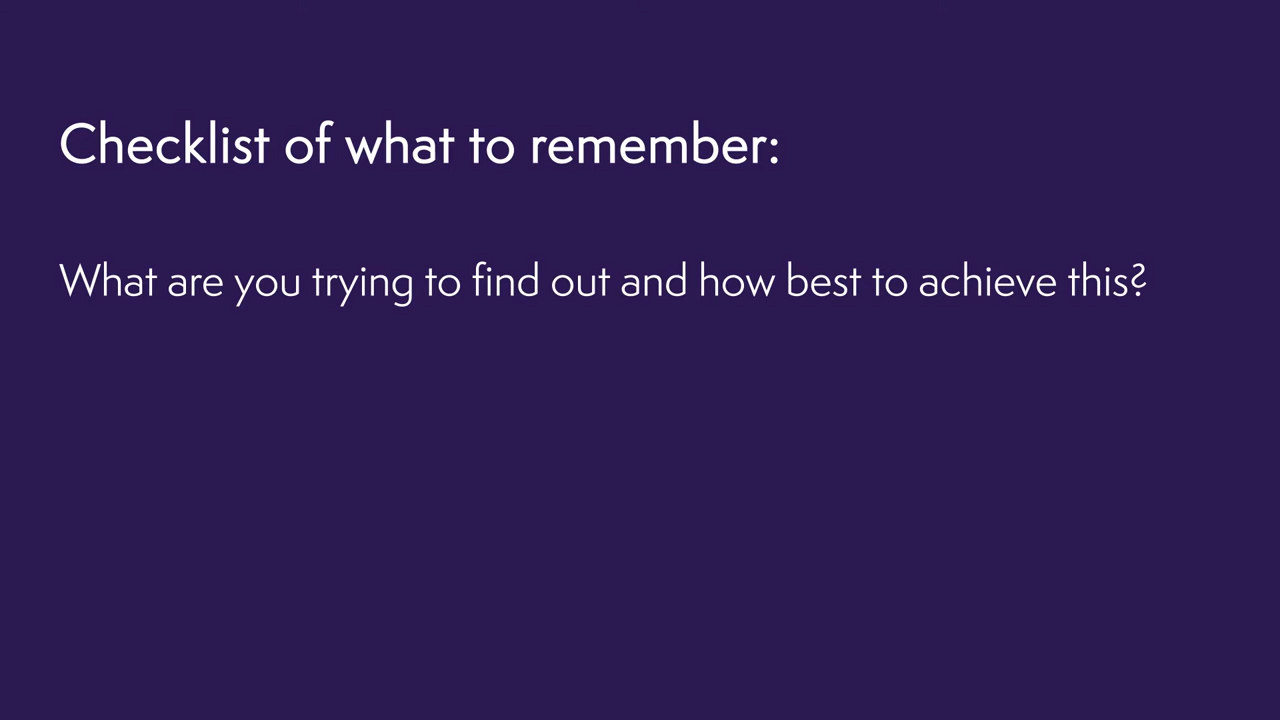 Checklist of what to remember:
What are you trying to find out and how best to achieve this?